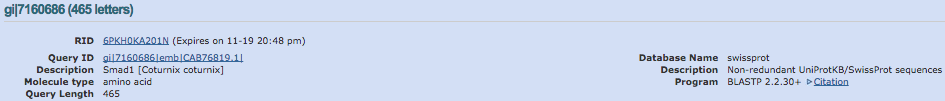 gi|7160686 (465 letters)
RID 6PKH0KA201N (Expires on 11-19 20:48 pm)
Query ID gi|7160686|emb|CAB76819.1|
Description Smad1 [Coturnix coturnix]
Molecule type amino acid
Query Length 465
Database Name swissprot
Description Non-redundant UniProtKB/SwissProt sequences
Program BLASTP 2.2.30+ ▷Citation